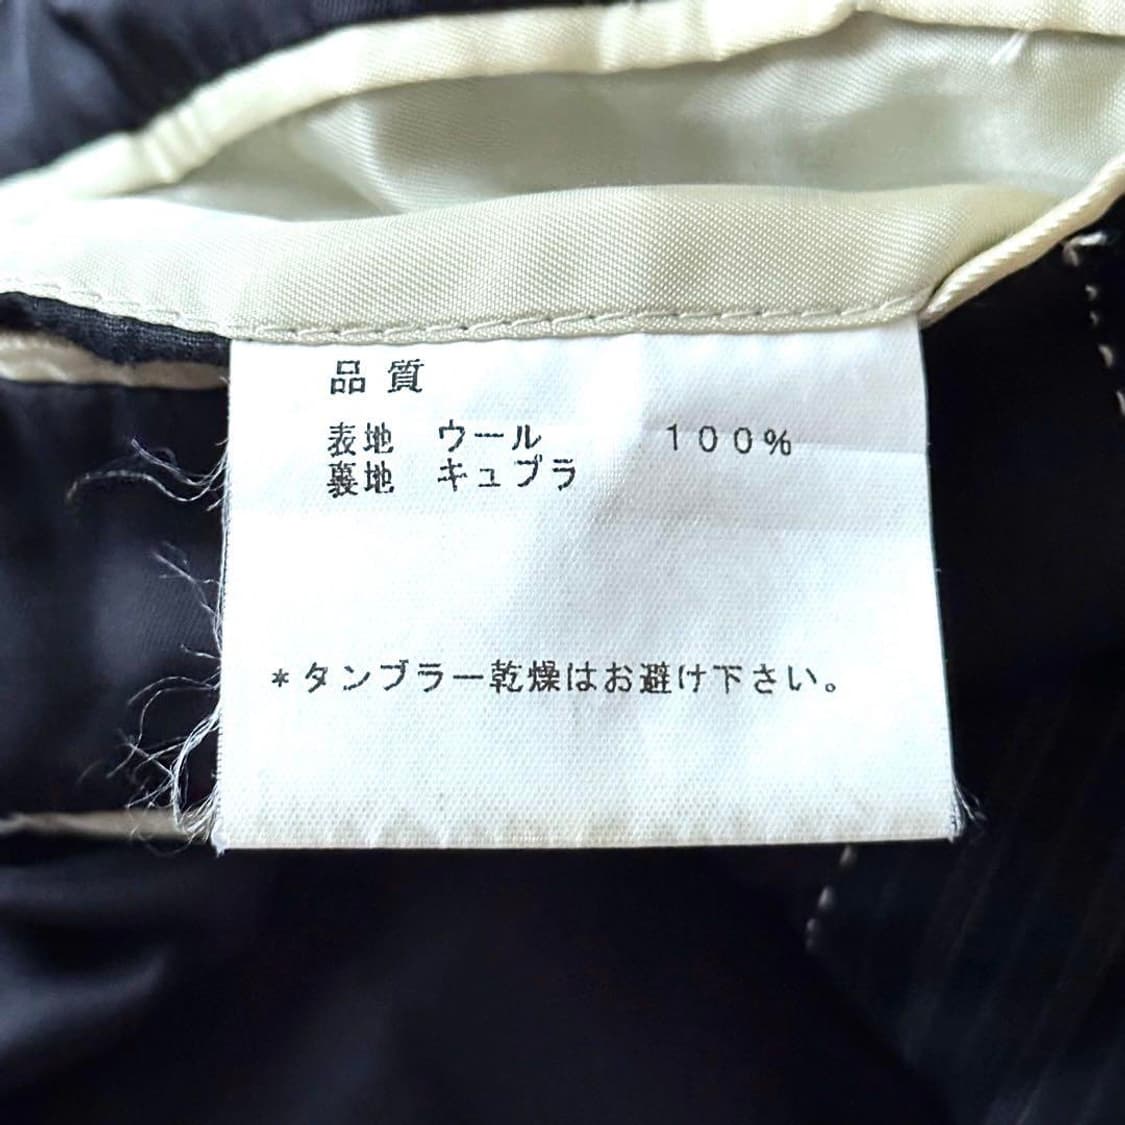 品質
表地 ウール 100%
裏地 キュプラ
*タンブラー乾燥はお避け下さい。